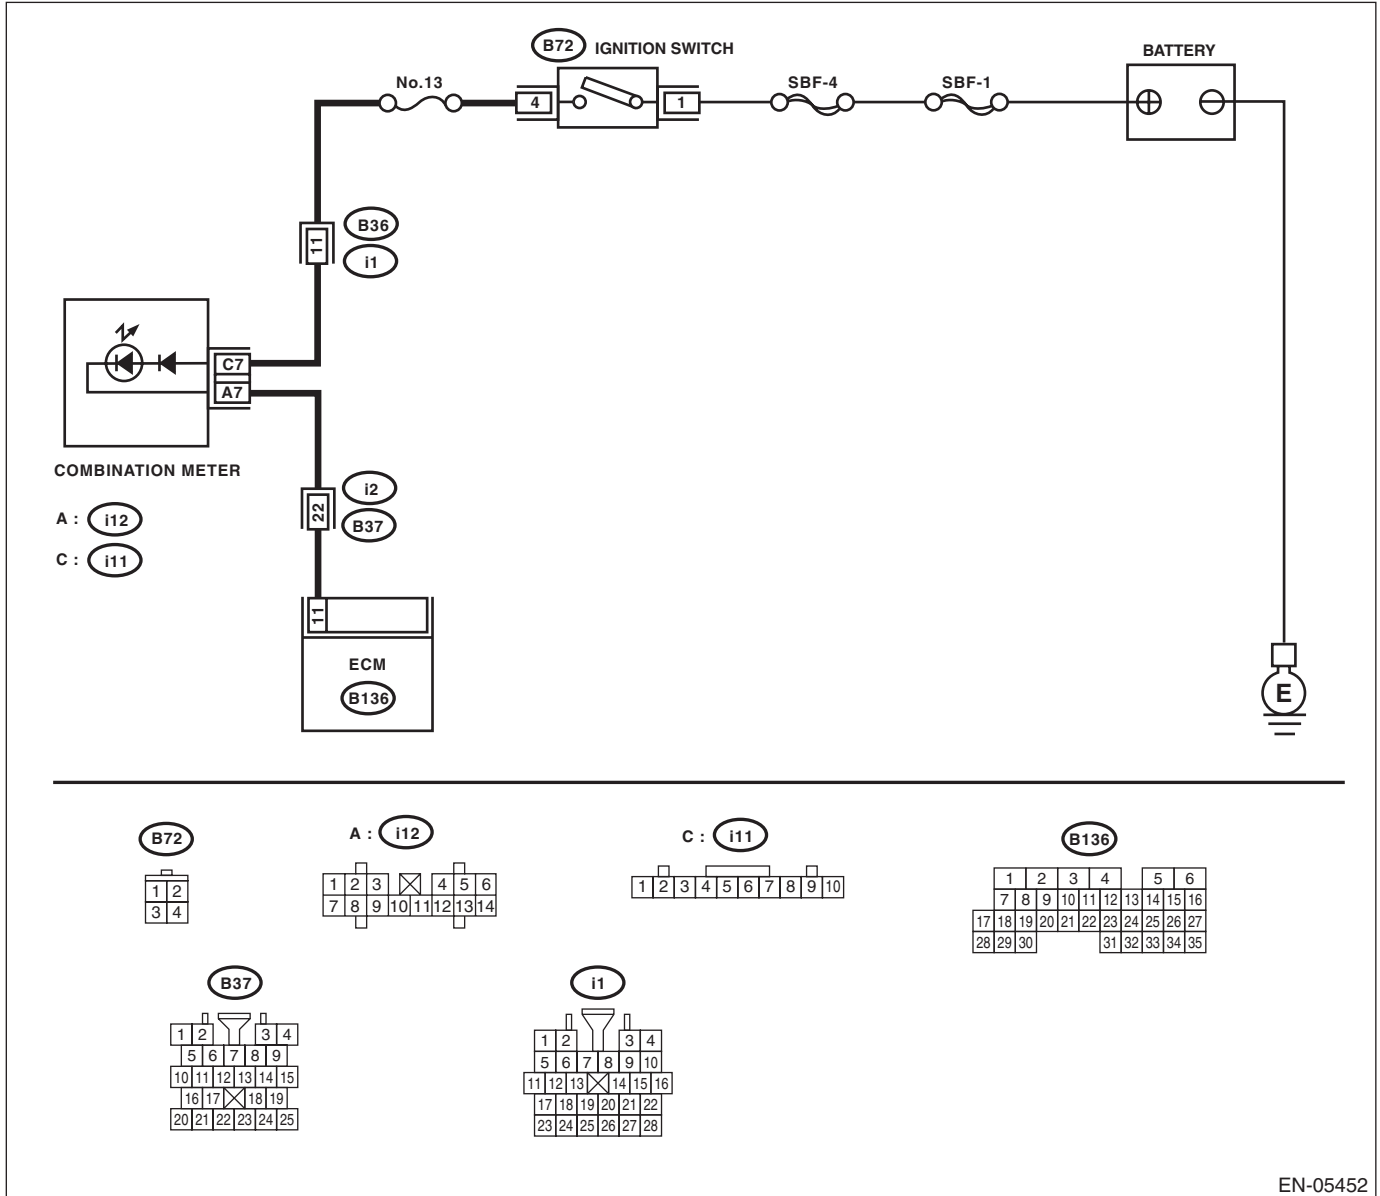 B72 IGNITION SWITCH
BATTERY
No.13
SBF-4
SBF-1
4
1
B36
11
i1
C7
A7
COMBINATION METER
i2
22
B37
A : i12
C : i11
11
ECM
B136
E
B72
1 2
3 4
A : i12
1 2 3 4 5 6
7 8 9 10 11 12 13 14
C : i11
1 2 3 4 5 6 7 8 9 10
B136
1 2 3 4 5 6
7 8 9 10 11 12 13 14 15 16
17 18 19 20 21 22 23 24 25 26 27
28 29 30 31 32 33 34 35
B37
1 2 3 4
5 6 7 8 9
10 11 12 13 14 15
16 17 18 19
20 21 22 23 24 25
i1
1 2 3 4
5 6 7 8 9 10
11 12 13 14 15 16
17 18 19 20 21 22
23 24 25 26 27 28
EN-05452